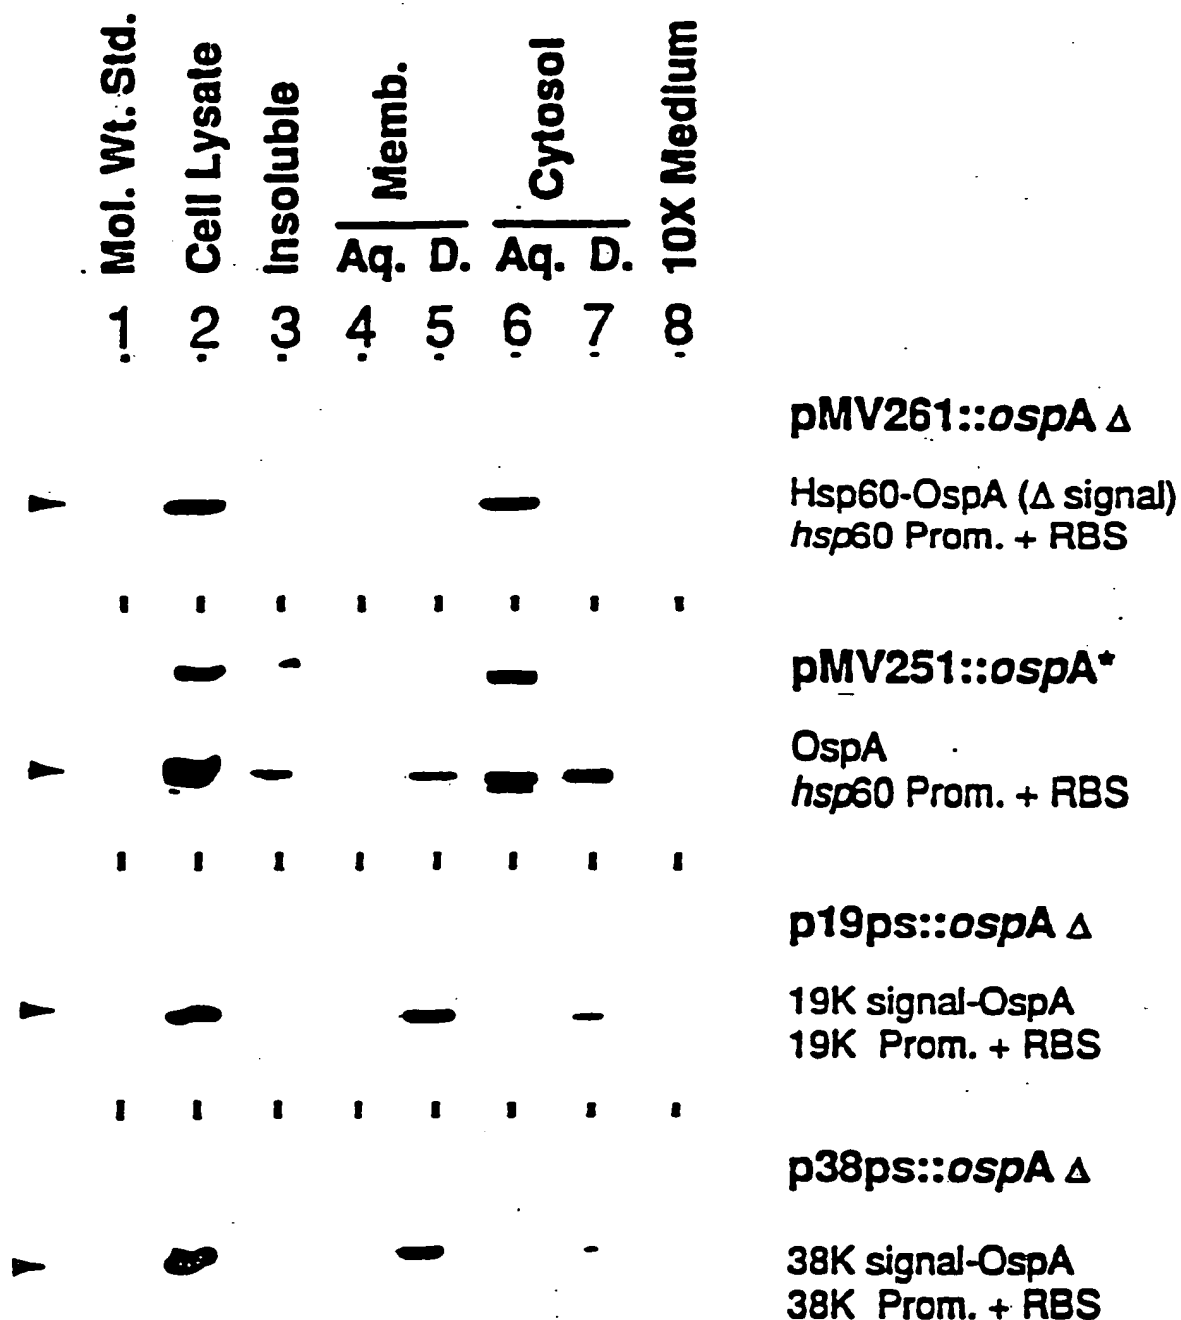 Mol. Wt. Std.
Cell Lysate
Insoluble
Memb.
Cytosol
10X Medium
Aq. D. Aq. D.
1 2 3 4 5 6 7 8
pMV261::ospA Δ
Hsp60-OspA (Δ signal)
hsp60 Prom. + RBS
pMV251::ospA*
OspA
hsp60 Prom. + RBS
p19ps::ospA Δ
19K signal-OspA
19K Prom. + RBS
p38ps::ospA Δ
38K signal-OspA
38K Prom. + RBS